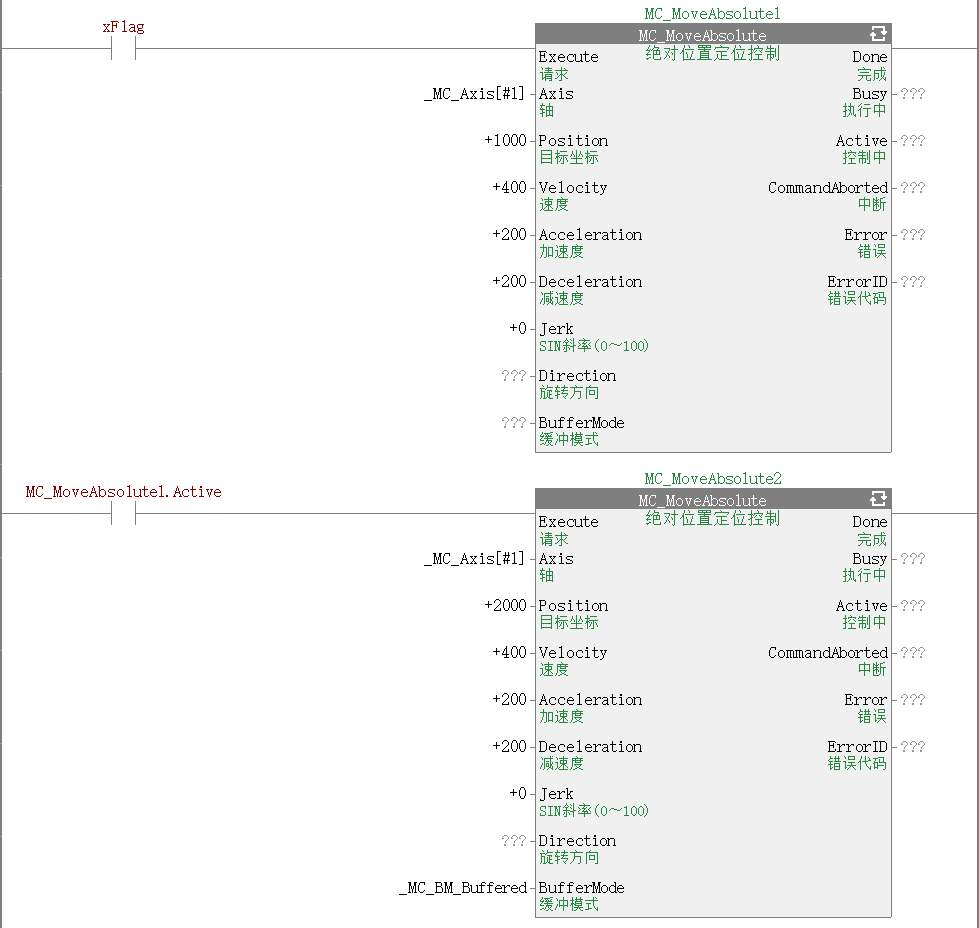 MC_MoveAbsolute1
xFlag
MC_MoveAbsolute
Execute 绝对位置定位控制 Done
请求 完成
_MC_Axis[#1] Axis Busy ???
轴 执行中
+1000 Position Active ???
目标坐标 控制中
+400 Velocity CommandAborted ???
速度 中断
+200 Acceleration Error ???
加速度 错误
+200 Deceleration ErrorID ???
减速度 错误代码
+0 Jerk
SIN斜率(0～100)
??? Direction
旋转方向
??? BufferMode
缓冲模式
MC_MoveAbsolute2
MC_MoveAbsolute1.Active
MC_MoveAbsolute
Execute 绝对位置定位控制 Done
请求 完成
_MC_Axis[#1] Axis Busy ???
轴 执行中
+2000 Position Active ???
目标坐标 控制中
+400 Velocity CommandAborted ???
速度 中断
+200 Acceleration Error ???
加速度 错误
+200 Deceleration ErrorID ???
减速度 错误代码
+0 Jerk
SIN斜率(0～100)
??? Direction
旋转方向
_MC_BM_Buffered BufferMode
缓冲模式